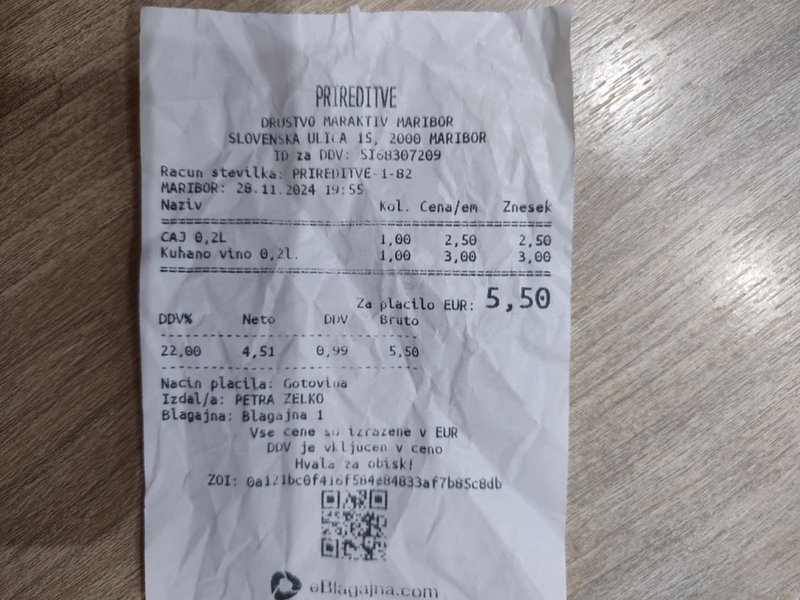 PRIREDITVE
DRUSTVO MARAKTIV MARIBOR
SLOVENSKA ULICA 15, 2000 MARIBOR
ID za DDV: SI68307209
Racun stevilka: PRIREDITVE-1-82
MARIBOR: 28.11.2024 19:55
Naziv Kol. Cena/em Znesek
CAJ 0,2L 1,00 2,50 2,50
Kuhano vino 0,2l. 1,00 3,00 3,00
Za placilo EUR: 5,50
DDV% Neto DDV Bruto
22,00 4,51 0,99 5,50
Nacin placila: Gotovina
Izdal/a: PETRA ZELKO
Blagajna: Blagajna 1
Vse cene so izrazene v EUR
DDV je vkljucen v ceno
Hvala za obisk!
ZOI: 0a121bc0f416f584e84833af7b85c8db
eBlagajna.com